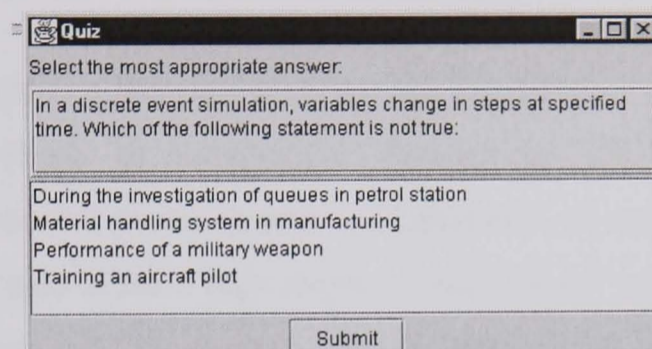 Quiz
Select the most appropriate answer:
In a discrete event simulation, variables change in steps at specified
time. Which of the following statement is not true:
During the investigation of queues in petrol station
Material handling system in manufacturing
Performance of a military weapon
Training an aircraft pilot
Submit